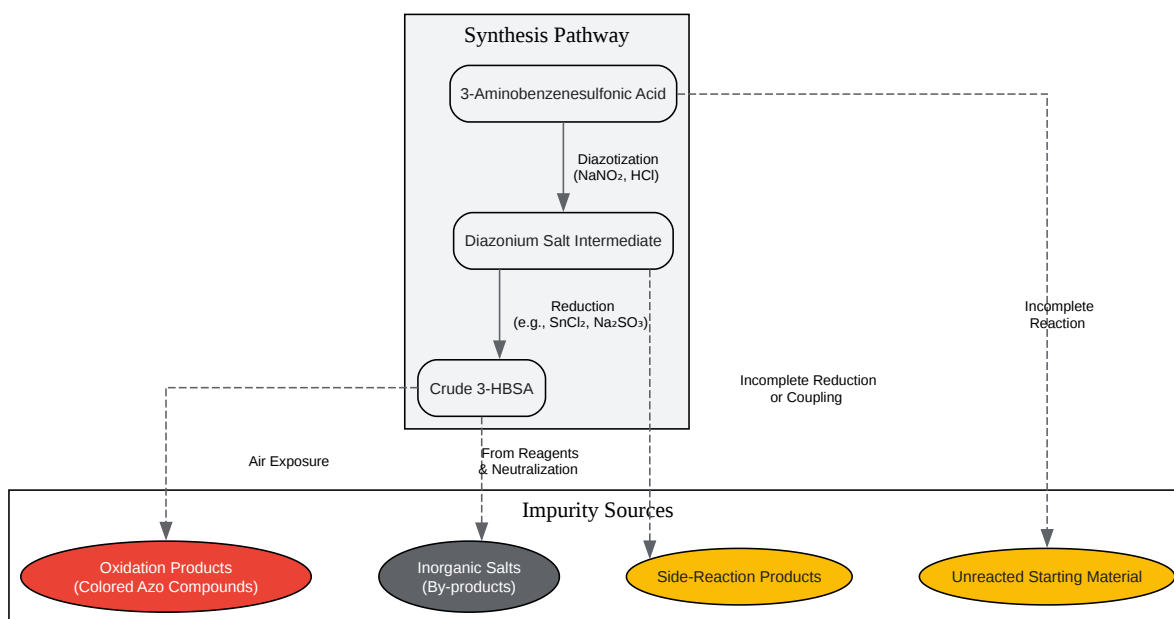 Synthesis Pathway
3-Aminobenzenesulfonic Acid
Diazotization
(NaNO₂, HCl)
Diazonium Salt Intermediate
Reduction
(e.g., SnCl₂, Na₂SO₃)
Incomplete
Reaction
Crude 3-HBSA
Incomplete Reduction
or Coupling
Air Exposure
From Reagents
& Neutralization
Impurity Sources
Oxidation Products
(Colored Azo Compounds)
Inorganic Salts
(By-products)
Side-Reaction Products
Unreacted Starting Material